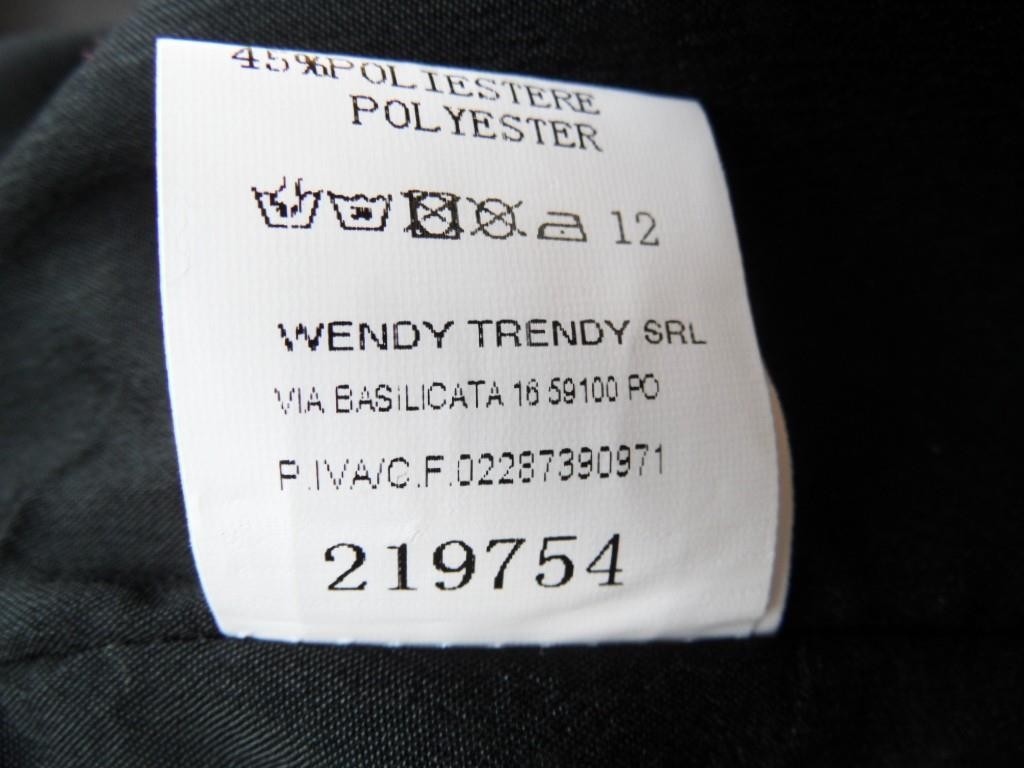 45%POLIESTERE
POLYESTER
12
WENDY TRENDY SRL
VIA BASILICATA 16 59100 PO
P.IVA/C.F.02287390971
219754